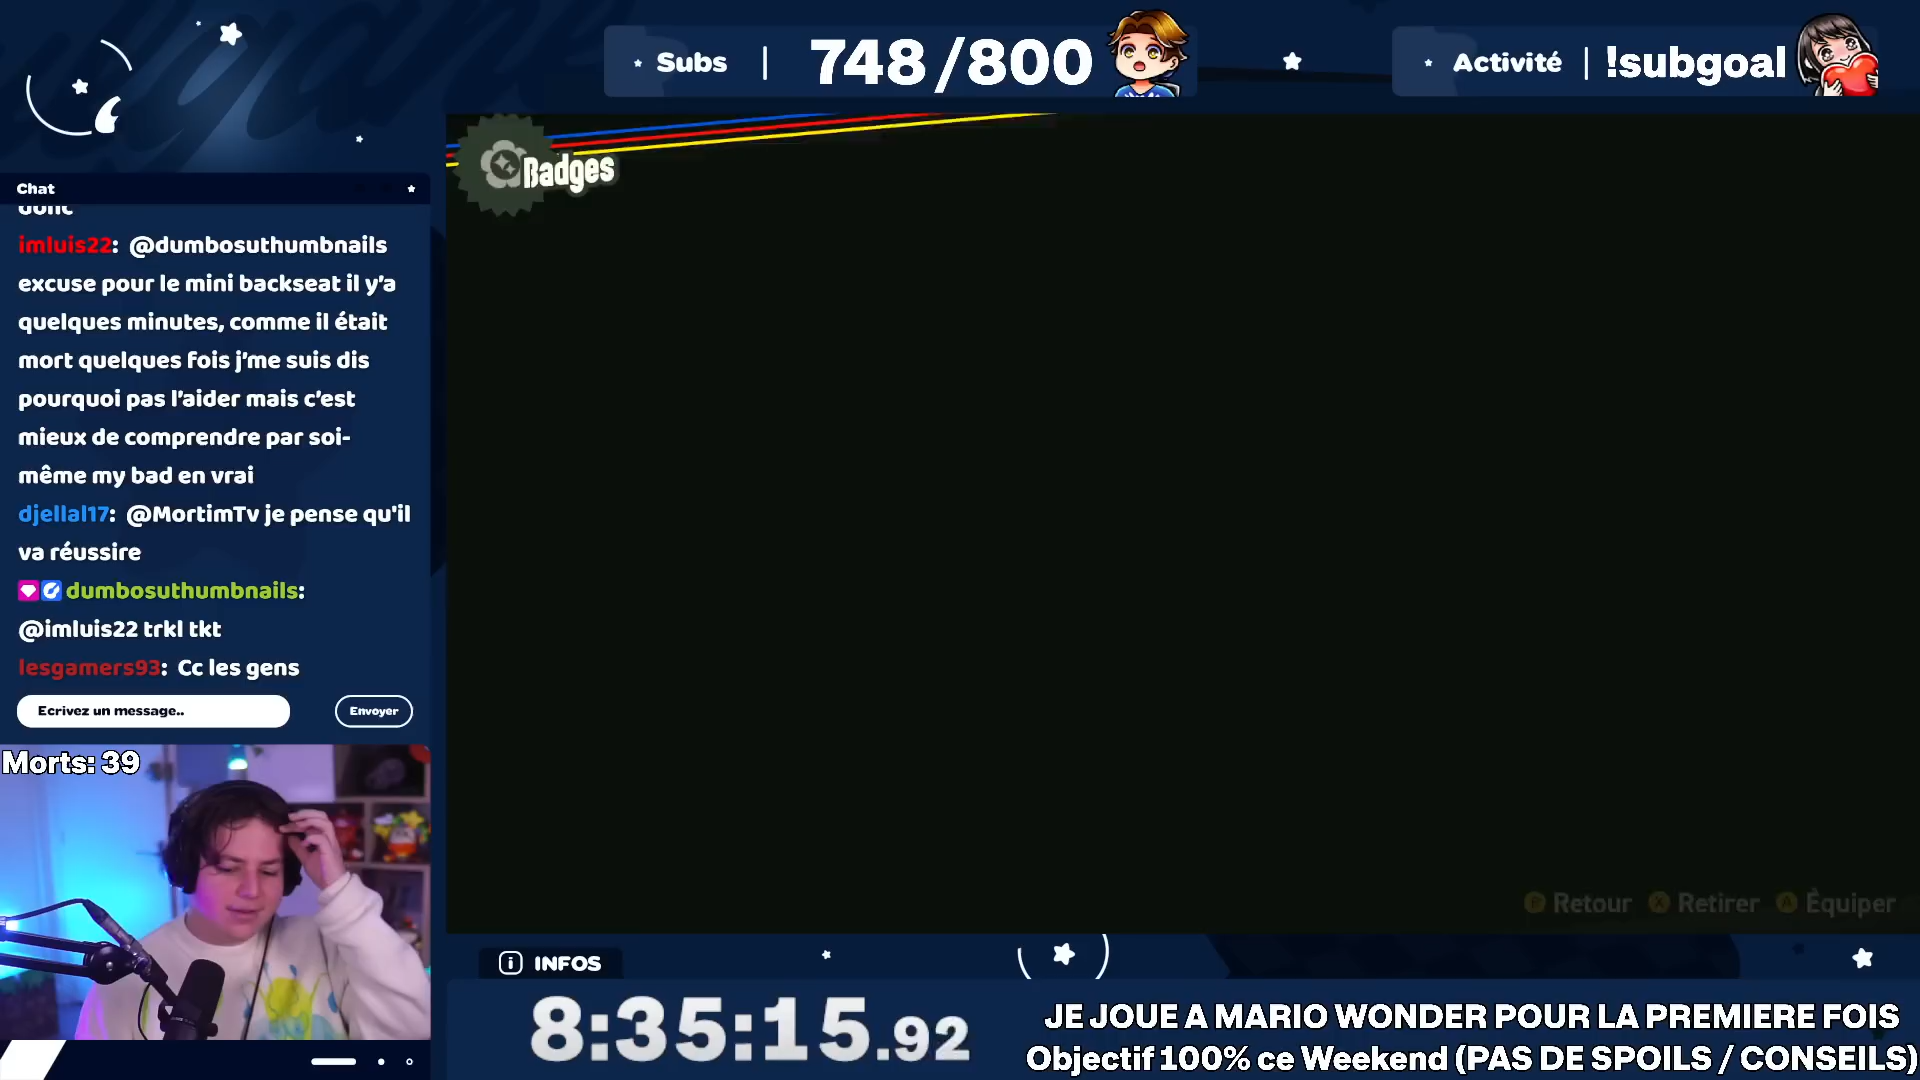 Subs | 748/800
Activité | !subgoal
Badges
Chat
donc
imluis22: @dumbosuthumbnails
excuse pour le mini backseat il y'a
quelques minutes, comme il était
mort quelques fois j'me suis dis
pourquoi pas l'aider mais c'est
mieux de comprendre par soi-
même my bad en vrai
djellal17: @MortimTv je pense qu'il
va réussire
dumbosuthumbnails:
@imluis22 trkl tkt
lesgamers93: Cc les gens
Ecrivez un message..
Envoyer
Morts: 39
Retour X Retirer A Équiper
INFOS
8:35:15.92
JE JOUE A MARIO WONDER POUR LA PREMIERE FOIS
Objectif 100% ce Weekend (PAS DE SPOILS / CONSEILS)